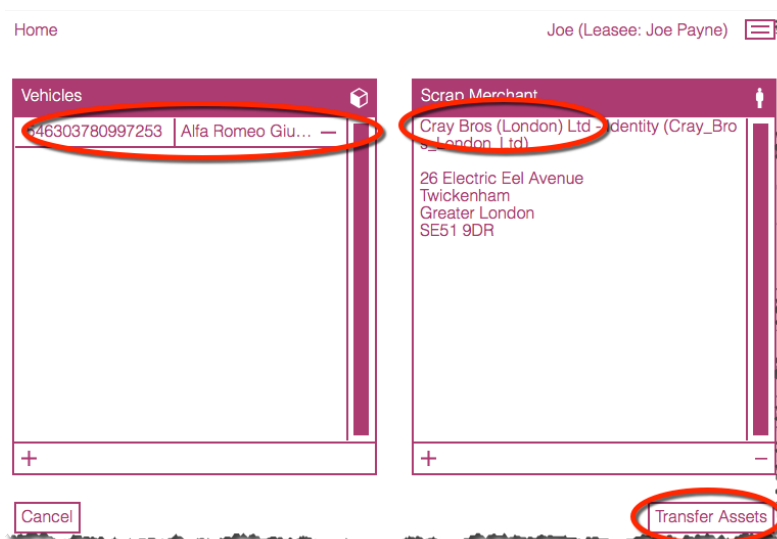 Home
Joe (Leasee: Joe Payne)
Vehicles
Scrap Merchant
546303780997253 Alfa Romeo Giu...
Cray Bros (London) Ltd - Identity (Cray_Bro
s_London_Ltd)
26 Electric Eel Avenue
Twickenham
Greater London
SE51 9DR
Cancel
Transfer Assets